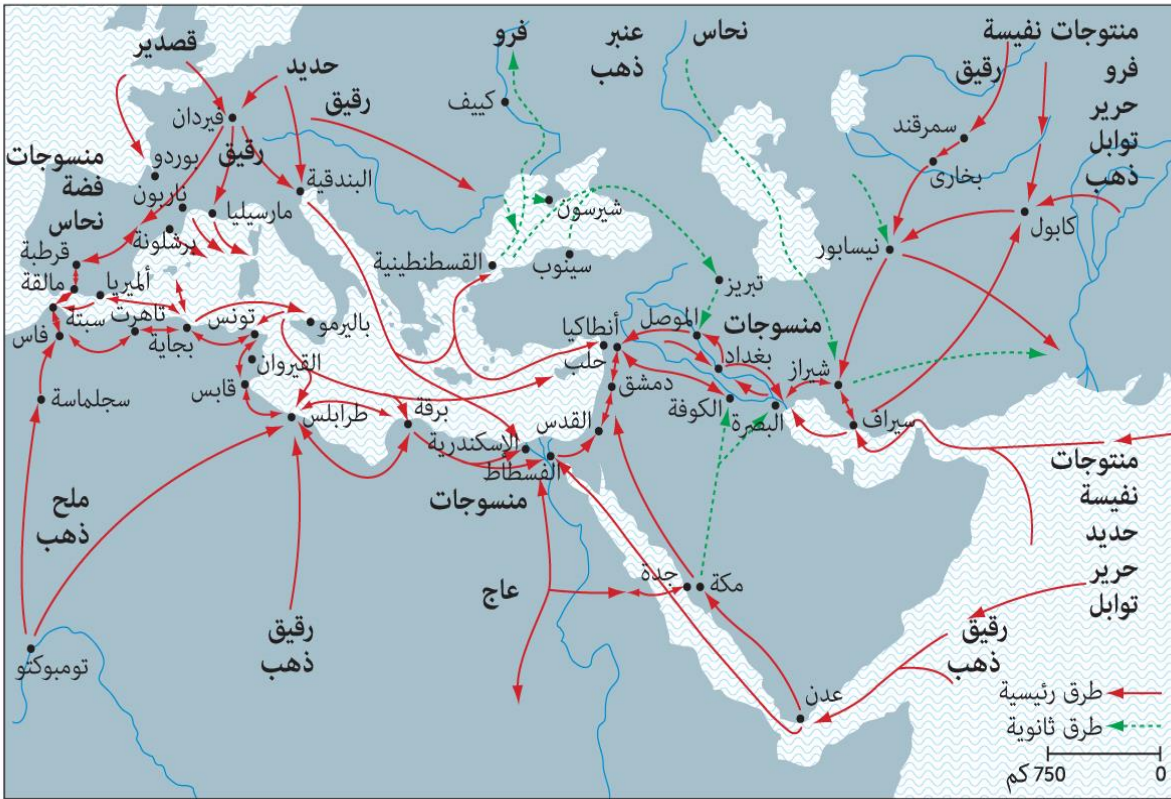 منتوجات نفيسة
فرو
حرير
توابل
ذهب
رقيق
نحاس
عنبر
ذهب
فرو
قصدير
حديد
رقيق
رقيق
منسوجات
فضة
نحاس
كييف
سمرقند
بخارى
كابول
نيسابور
فيردان
بوردو
ناربون
مارسيليا
البندقية
برشلونة
شيرسون
سينوب
القسطنطينية
تبريز
قرطبة
مالقة
ألميريا
سبتة
فاس
تاهرت
بجاية
تونس
باليرمو
القيروان
قابس
سجلماسة
طرابلس
برقة
الإسكندرية
الفسطاط
القدس
دمشق
حلب
أنطاكيا
الموصل
منسوجات
بغداد
الكوفة
البصرة
شيراز
سيراف
منسوجات
منتوجات
نفيسة
حديد
حرير
توابل
ملح
ذهب
رقيق
ذهب
عاج
جدة
مكة
رقيق
ذهب
عدن
تومبوكتو
طرق رئيسية
طرق ثانوية
0
750 كم